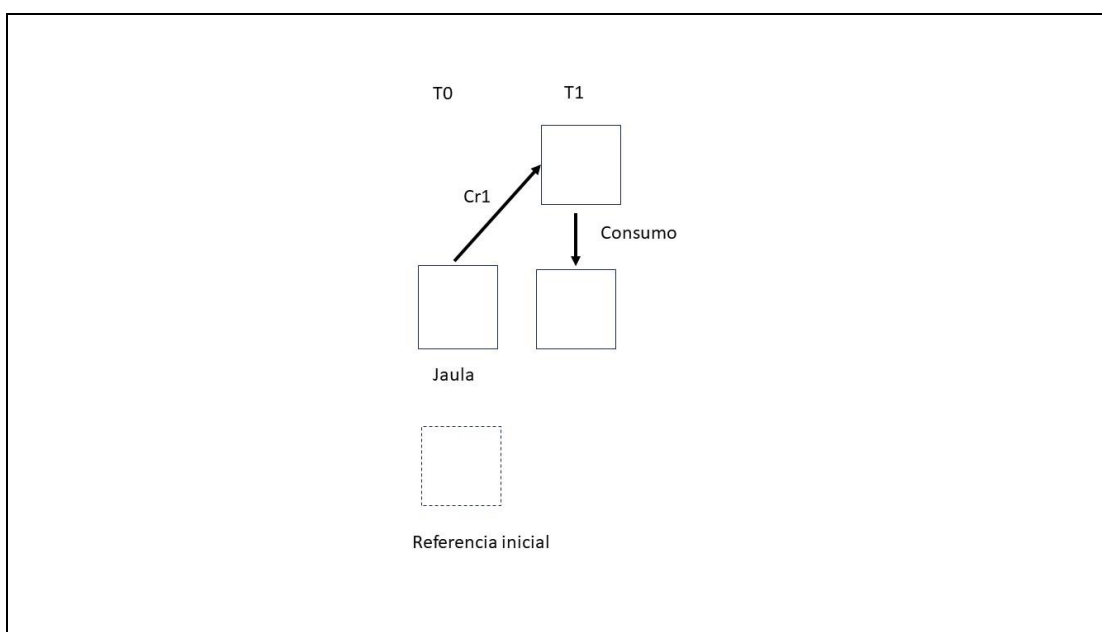 T0
T1
Cr1
Consumo
Jaula
Referencia inicial